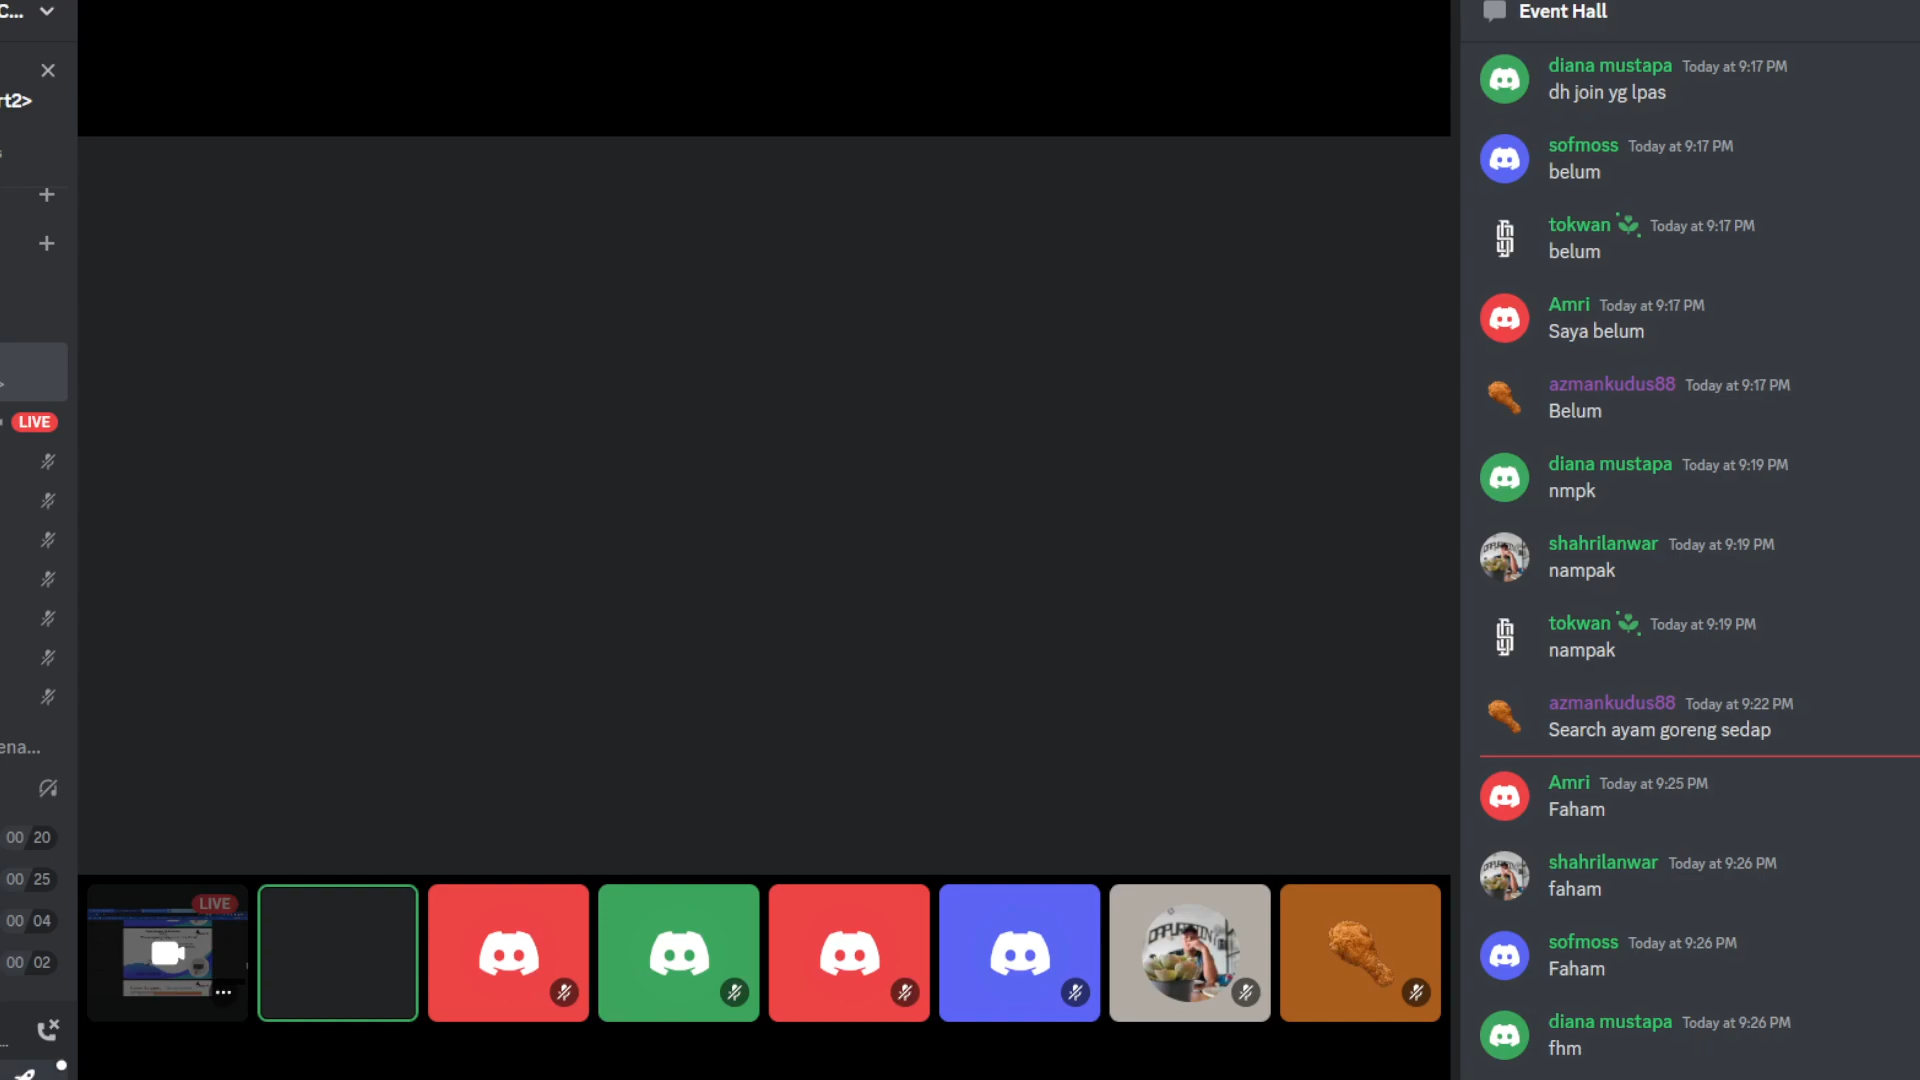 C...
rt2>
LIVE
ena...
00 20
00 25
00 04
00 02
LIVE
Event Hall
diana mustapa Today at 9:17 PM
dh join yg lpas
sofmoss Today at 9:17 PM
belum
tokwan Today at 9:17 PM
belum
Amri Today at 9:17 PM
Saya belum
azmankudus88 Today at 9:17 PM
Belum
diana mustapa Today at 9:19 PM
nmpk
shahrilanwar Today at 9:19 PM
nampak
tokwan Today at 9:19 PM
nampak
azmankudus88 Today at 9:22 PM
Search ayam goreng sedap
Amri Today at 9:25 PM
Faham
shahrilanwar Today at 9:26 PM
faham
sofmoss Today at 9:26 PM
Faham
diana mustapa Today at 9:26 PM
fhm